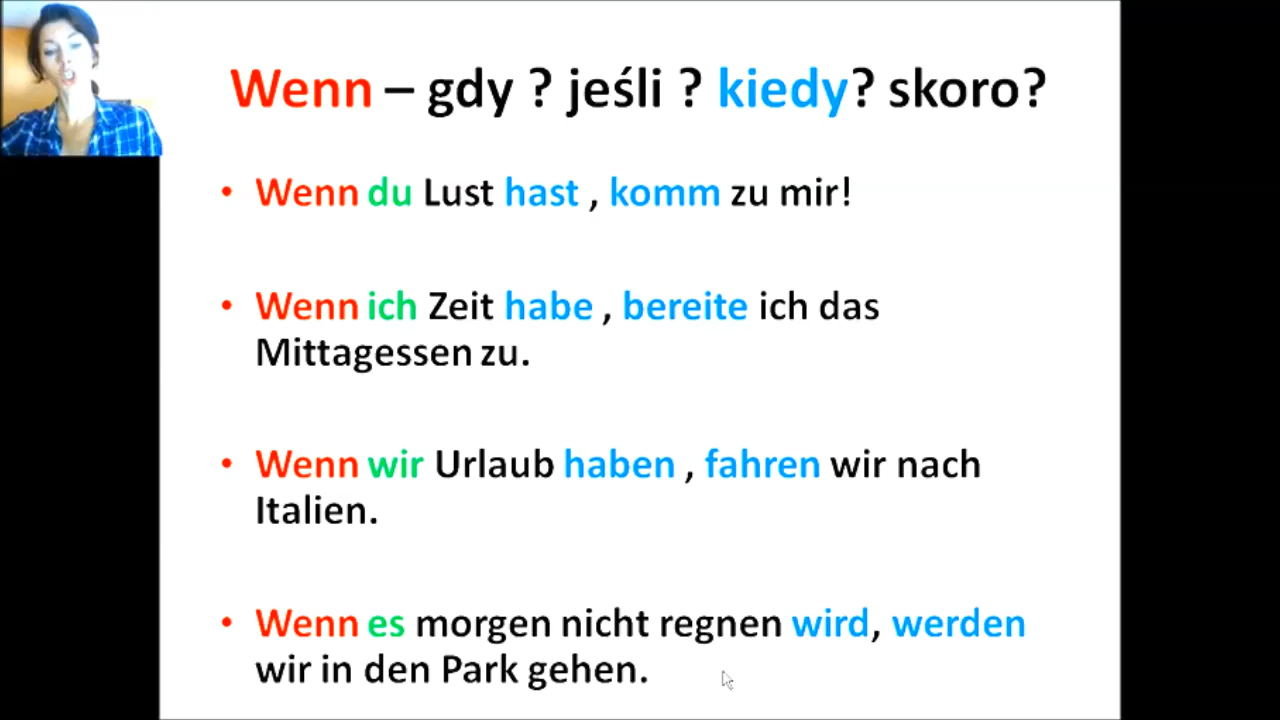 Wenn – gdy ? jeśli ? kiedy? skoro?
• Wenn du Lust hast , komm zu mir!
• Wenn ich Zeit habe , bereite ich das
Mittagessen zu.
• Wenn wir Urlaub haben , fahren wir nach
Italien.
• Wenn es morgen nicht regnen wird, werden
wir in den Park gehen.